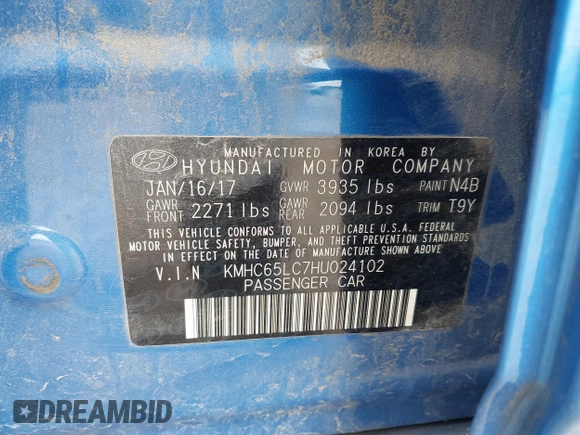 MANUFACTURED IN KOREA BY
HYUNDAI MOTOR COMPANY
JAN/16/17 GVWR 3935 lbs PAINT N4B
GAWR FRONT 2271 lbs GAWR REAR 2094 lbs TRIM T9Y
THIS VEHICLE CONFORMS TO ALL APPLICABLE U.S.A. FEDERAL
MOTOR VEHICLE SAFETY, BUMPER, AND THEFT PREVENTION STANDARDS
IN EFFECT ON THE DATE OF MANUFACTURE SHOWN ABOVE.
V.I.N KMHC65LC7HU024102
PASSENGER CAR
DREAMBID